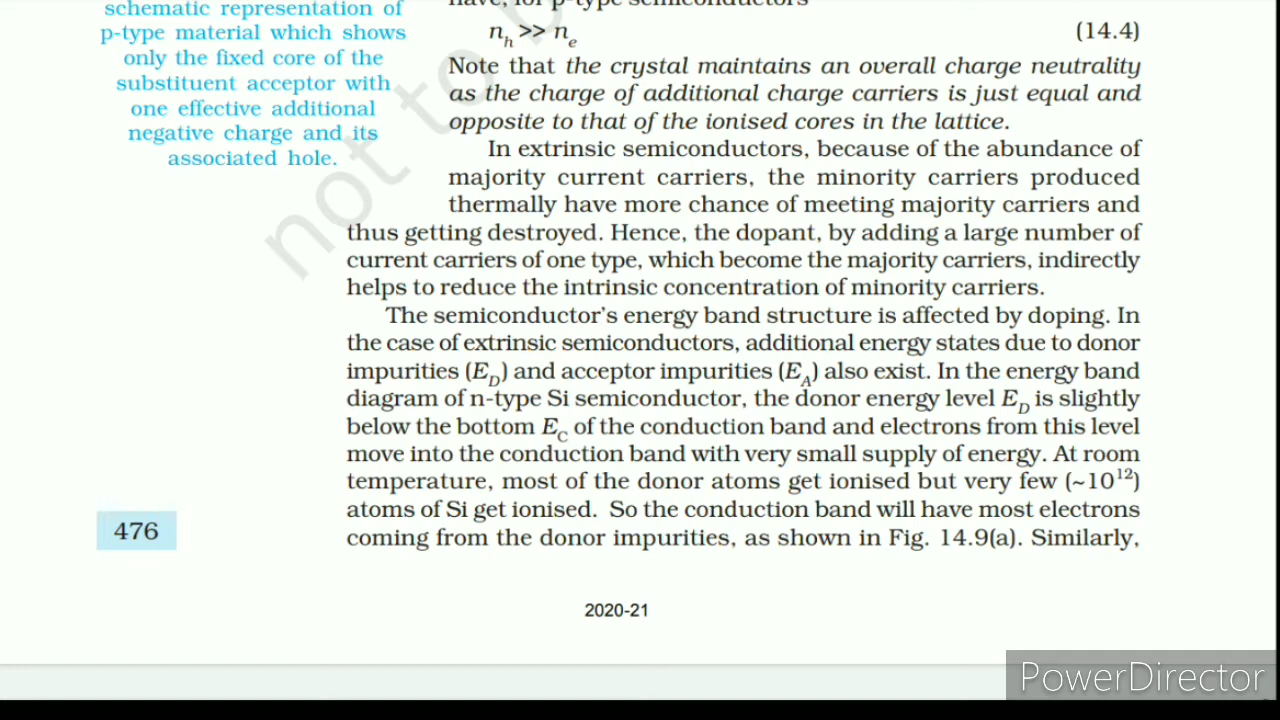 schematic representation of
p-type material which shows
only the fixed core of the
substituent acceptor with
one effective additional
negative charge and its
associated hole.
have, for p-type semiconductors
n_h >> n_e (14.4)
Note that the crystal maintains an overall charge neutrality
as the charge of additional charge carriers is just equal and
opposite to that of the ionised cores in the lattice.
In extrinsic semiconductors, because of the abundance of
majority current carriers, the minority carriers produced
thermally have more chance of meeting majority carriers and
thus getting destroyed. Hence, the dopant, by adding a large number of
current carriers of one type, which become the majority carriers, indirectly
helps to reduce the intrinsic concentration of minority carriers.
The semiconductor's energy band structure is affected by doping. In
the case of extrinsic semiconductors, additional energy states due to donor
impurities (E_D) and acceptor impurities (E_A) also exist. In the energy band
diagram of n-type Si semiconductor, the donor energy level E_D is slightly
below the bottom E_C of the conduction band and electrons from this level
move into the conduction band with very small supply of energy. At room
temperature, most of the donor atoms get ionised but very few (~10¹²)
atoms of Si get ionised. So the conduction band will have most electrons
coming from the donor impurities, as shown in Fig. 14.9(a). Similarly,
476
2020-21
not to b
PowerDirector